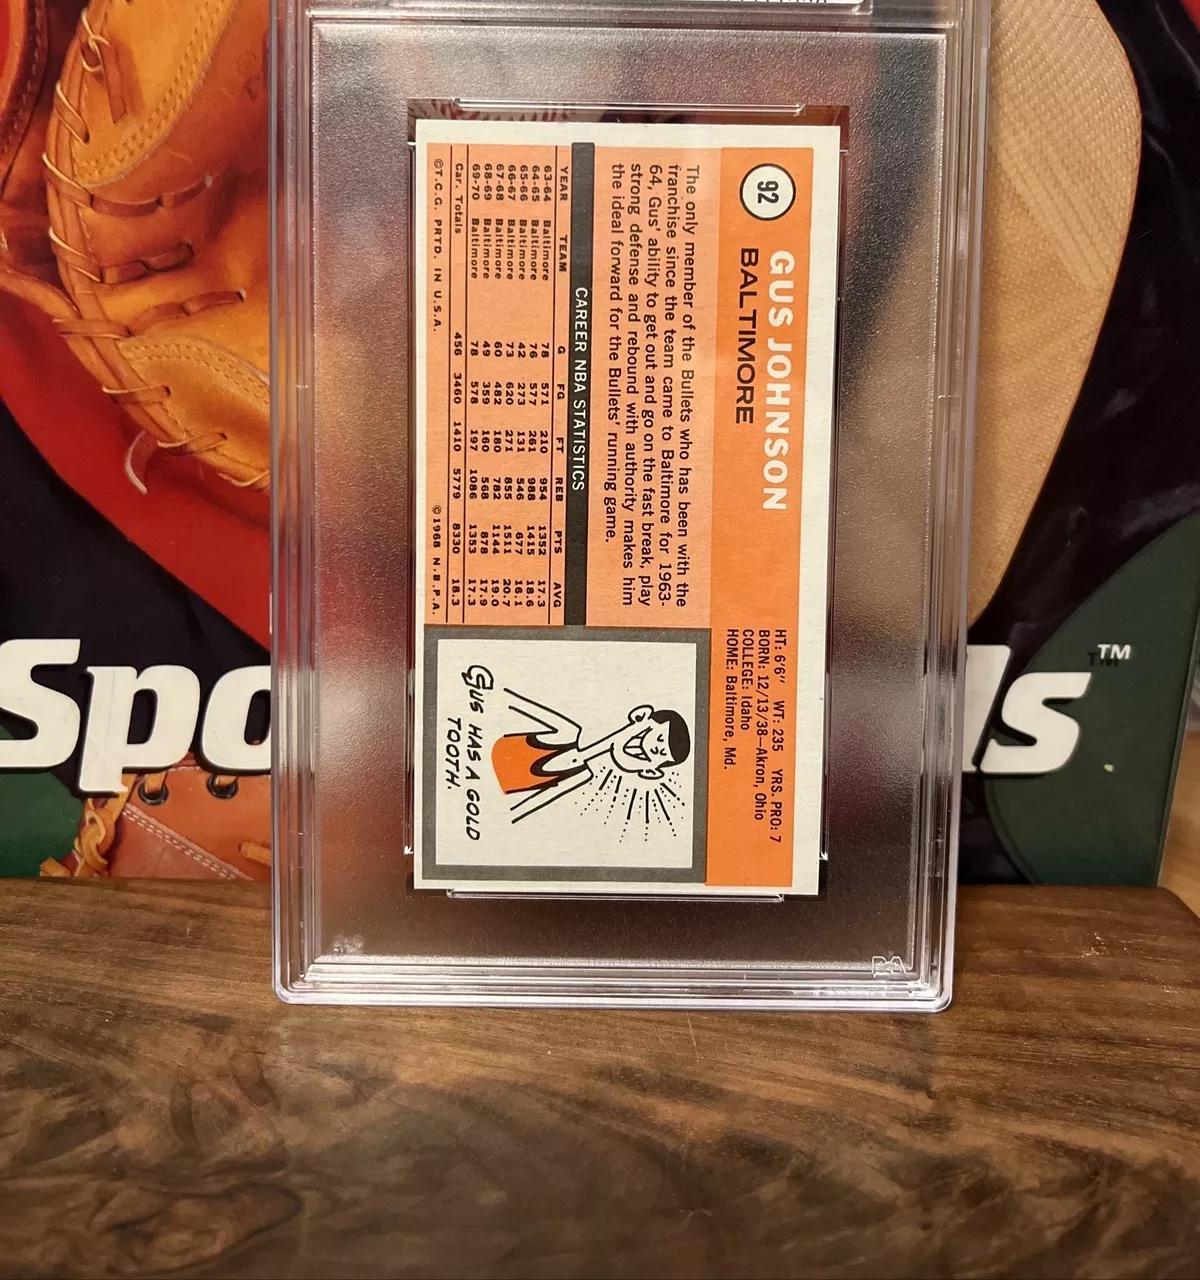 92
GUS JOHNSON
BALTIMORE
HT: 6'6" WT: 235 YRS. PRO: 7
BORN: 12/13/38—Akron, Ohio
COLLEGE: Idaho
HOME: Baltimore, Md.
The only member of the Bullets who has been with the
franchise since the team came to Baltimore for 1963-
64, Gus' ability to get out and go on the fast break, play
strong defense and rebound with authority makes him
the ideal forward for the Bullets' running game.
CAREER NBA STATISTICS
YEAR TEAM G FG FT REB PTS AVG
63-64 Baltimore 78 571 210 954 1352 17.3
64-65 Baltimore 76 577 261 988 1415 18.6
65-66 Baltimore 42 273 131 546 677 16.1
66-67 Baltimore 73 620 271 855 1511 20.7
67-68 Baltimore 60 482 180 782 1144 19.0
68-69 Baltimore 49 359 160 568 878 17.9
69-70 Baltimore 78 578 197 1086 1353 17.3
Car. Totals 456 3460 1410 5779 8330 18.3
©T.C.G. PRTD. IN U.S.A. ©1968 N.B.P.A.
GUS HAS A GOLD
TOOTH.
TM